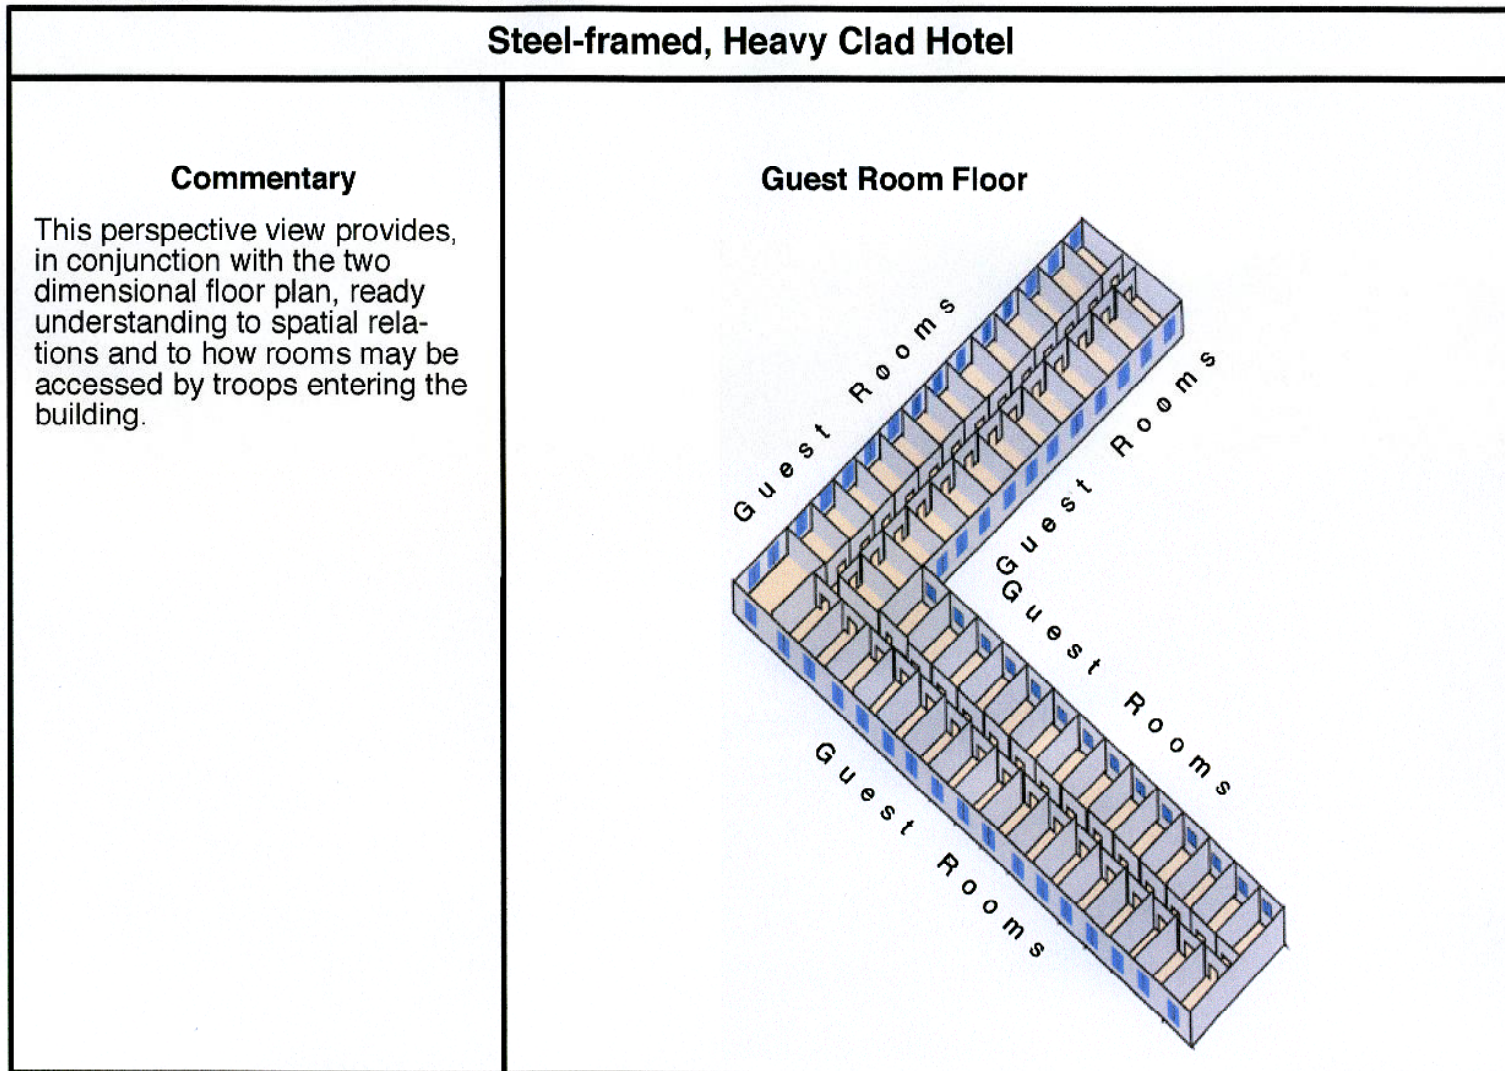 Steel-framed, Heavy Clad Hotel
Commentary
This perspective view provides,
in conjunction with the two
dimensional floor plan, ready
understanding to spatial rela-
tions and to how rooms may be
accessed by troops entering the
building.
Guest Room Floor
Guest Rooms
Guest Rooms
Guest Rooms
Guest Rooms